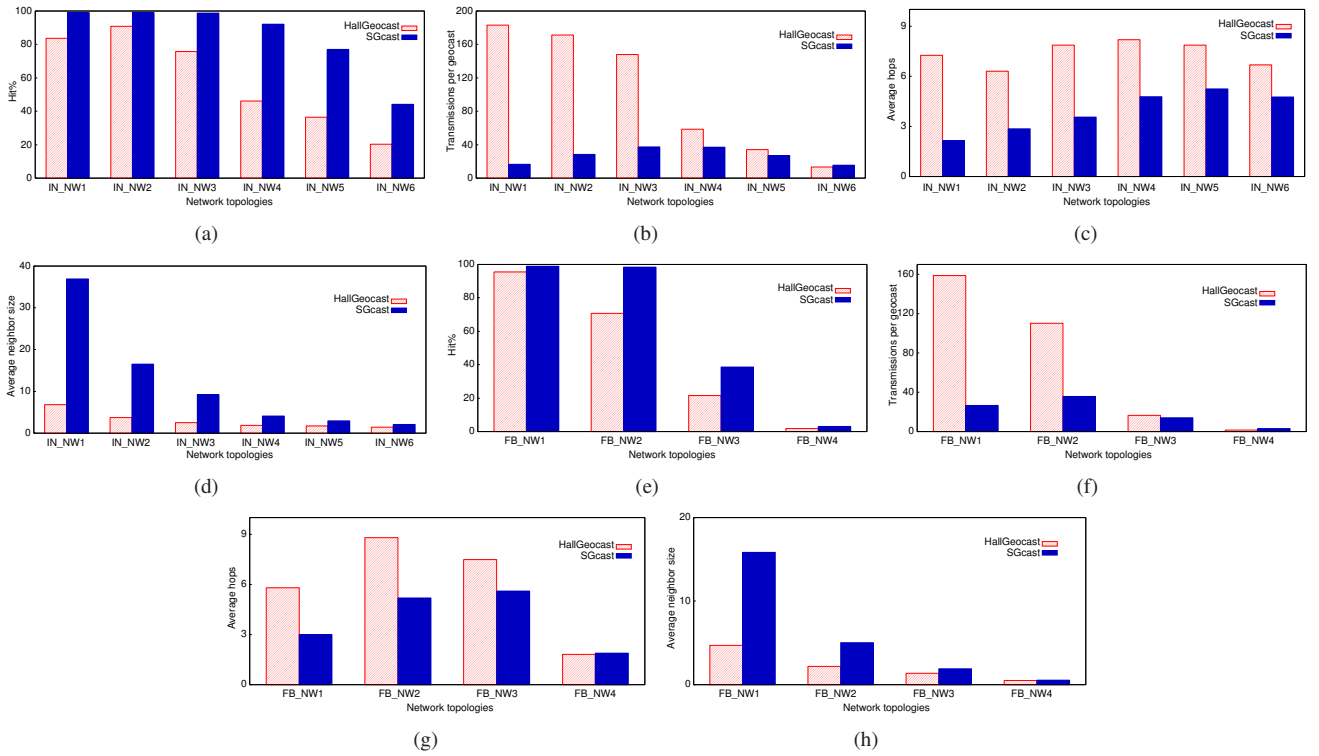 100
80
60
40
20
0
Hit%
HallGeocast
SGcast
IN_NW1 IN_NW2 IN_NW3 IN_NW4 IN_NW5 IN_NW6
Network topologies
(a)
200
160
120
80
40
0
Transmissions per geocast
HallGeocast
SGcast
IN_NW1 IN_NW2 IN_NW3 IN_NW4 IN_NW5 IN_NW6
Network topologies
(b)
9
6
3
0
Average hops
HallGeocast
SGcast
IN_NW1 IN_NW2 IN_NW3 IN_NW4 IN_NW5 IN_NW6
Network topologies
(c)
40
30
20
10
0
Average neighbor size
HallGeocast
SGcast
IN_NW1 IN_NW2 IN_NW3 IN_NW4 IN_NW5 IN_NW6
Network topologies
(d)
100
80
60
40
20
0
Hit%
HallGeocast
SGcast
FB_NW1 FB_NW2 FB_NW3 FB_NW4
Network topologies
(e)
160
120
80
40
0
Transmissions per geocast
HallGeocast
SGcast
FB_NW1 FB_NW2 FB_NW3 FB_NW4
Network topologies
(f)
9
6
3
0
Average hops
HallGeocast
SGcast
FB_NW1 FB_NW2 FB_NW3 FB_NW4
Network topologies
(g)
20
10
0
Average neighbor size
HallGeocast
SGcast
FB_NW1 FB_NW2 FB_NW3 FB_NW4
Network topologies
(h)